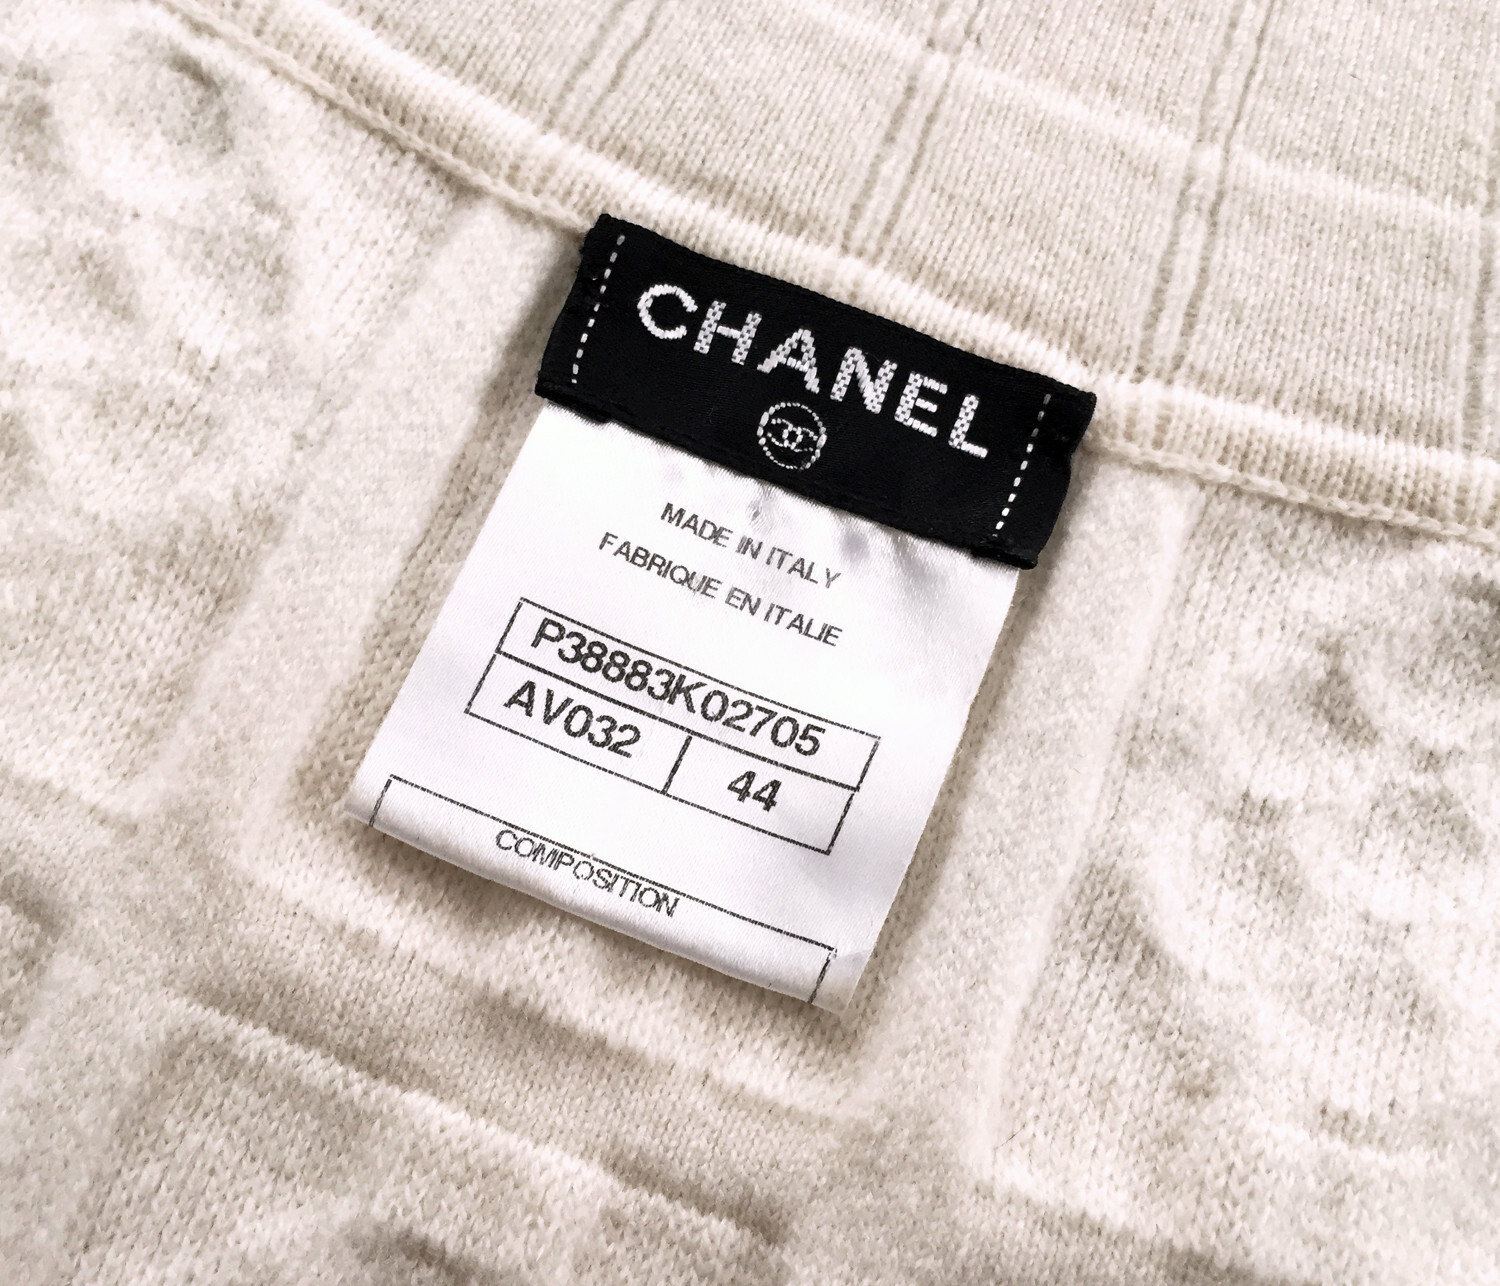 CHANEL
MADE IN ITALY
FABRIQUE EN ITALIE
P38883K02705
AV032 44
COMPOSITION